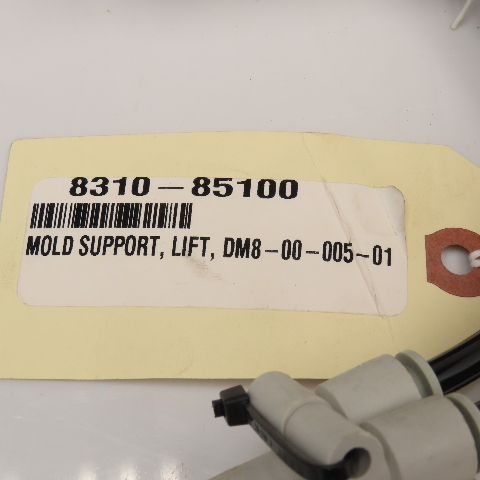 8310-85100
MOLD SUPPORT, LIFT, DM8-00-005-01